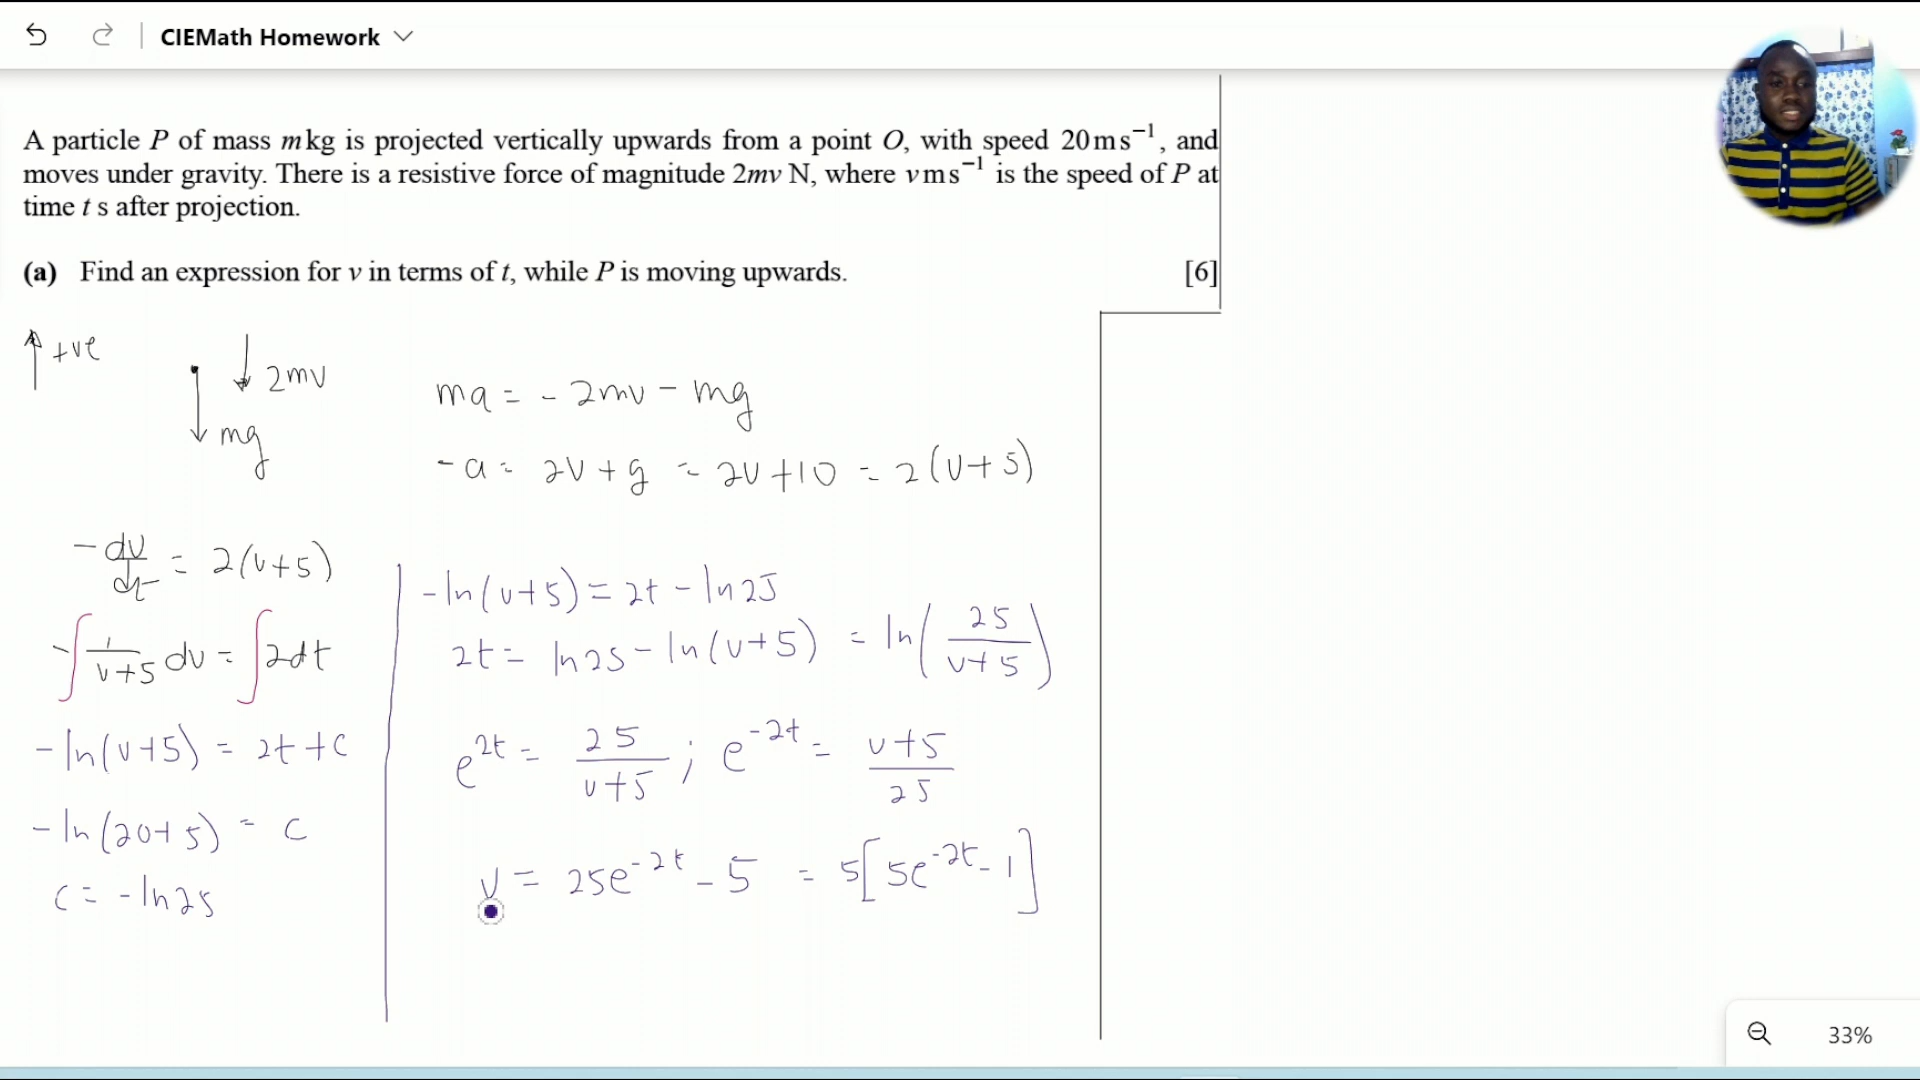 CIEMath Homework
A particle P of mass m kg is projected vertically upwards from a point O, with speed 20 m s⁻¹, and
moves under gravity. There is a resistive force of magnitude 2mv N, where v m s⁻¹ is the speed of P at
time t s after projection.
(a) Find an expression for v in terms of t, while P is moving upwards. [6]
+ve
2mv
mg
ma = - 2mv - mg
-a = 2v + g = 2v + 10 = 2(v+5)
-dv/dt = 2(v+5)
-∫ 1/(v+5) dv = ∫2dt
-ln(v+5) = 2t + c
-ln(20+5) = c
c = -ln25
-ln(v+5) = 2t - ln25
2t = ln25 - ln(v+5) = ln(25/(v+5))
e^{2t} = 25/(v+5) ; e^{-2t} = (v+5)/25
v = 25e^{-2t} - 5 = 5[5e^{-2t} - 1]
33%